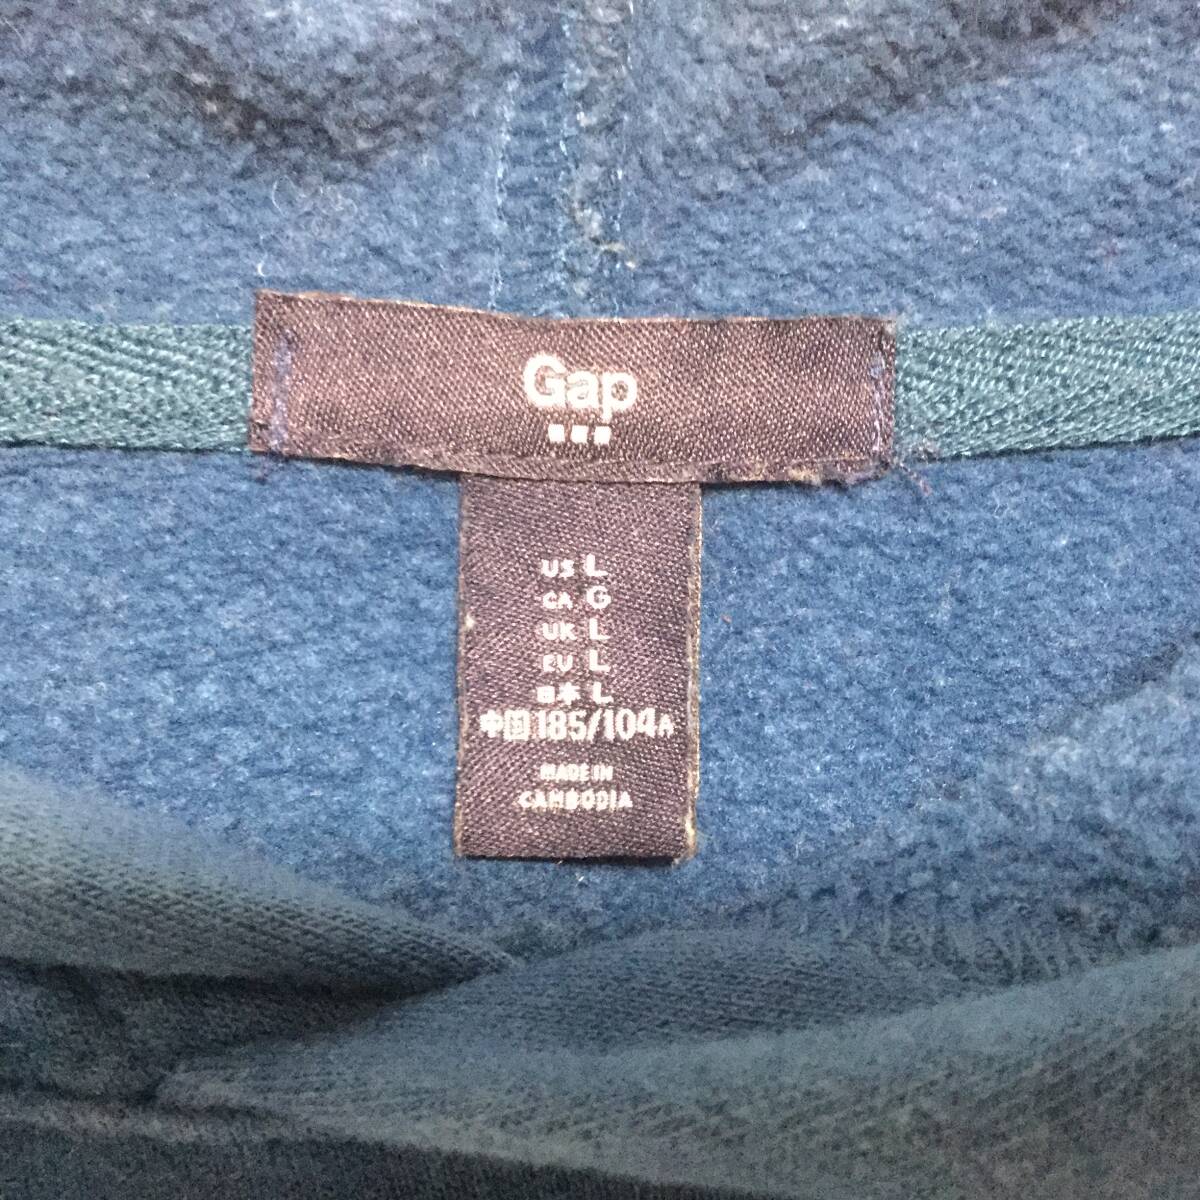 Gap
US L
CA G
UK L
EU L
日本 L
中国 185/104A
MADE IN
CAMBODIA